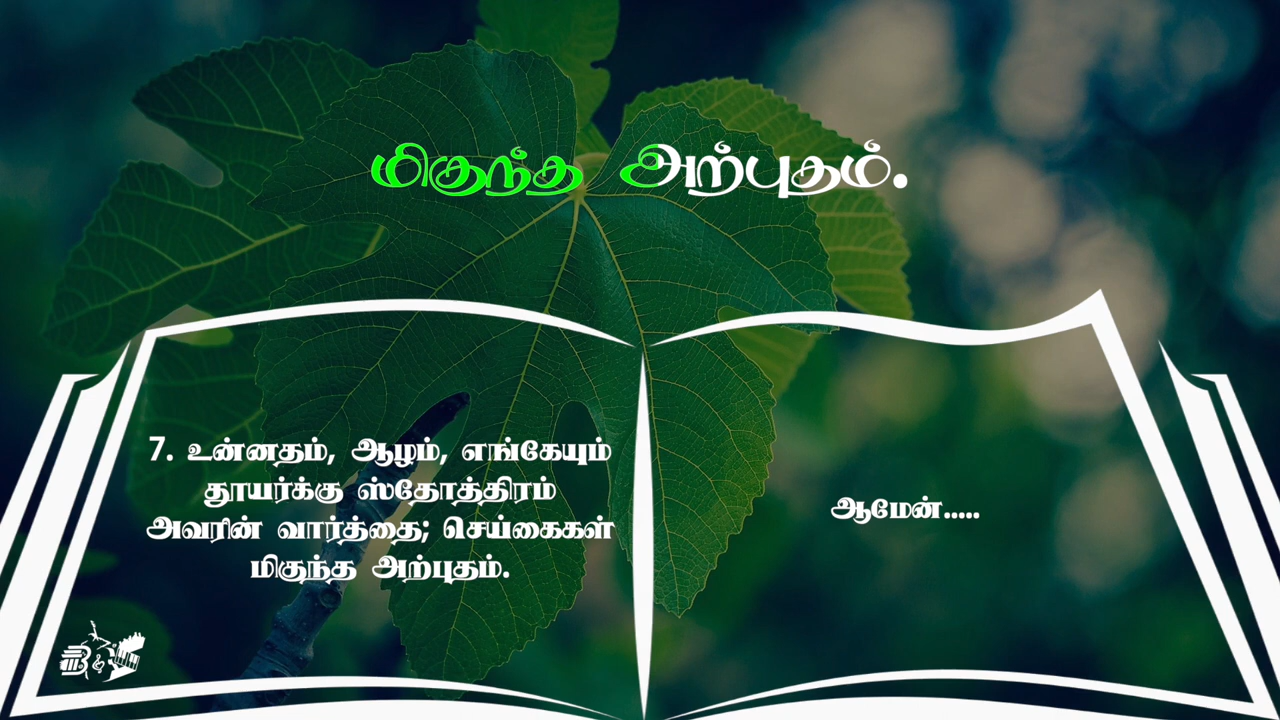 மிகுந்த அற்புதம்.
7. உன்னதம், ஆழம், எங்கேயும்
தூயர்க்கு ஸ்தோத்திரம்
அவரின் வார்த்தை; செய்கைகள்
மிகுந்த அற்புதம்.
ஆமேன்.....